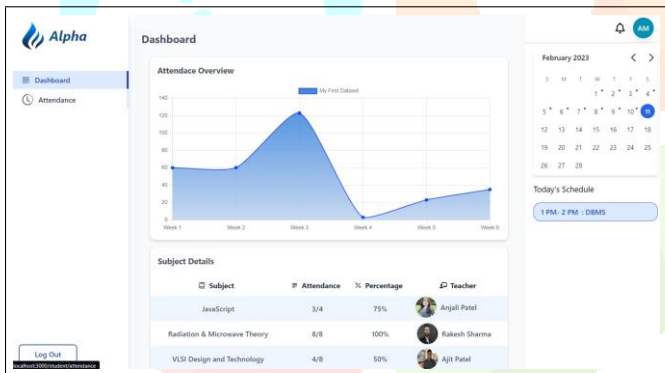 Alpha
Dashboard
Attendance
Log Out
localhost:3000/student/attendance
Dashboard
Attendace Overview
My First Dataset
140
120
100
80
60
40
20
0
Week 1 Week 2 Week 3 Week 4 Week 5 Week 6
Subject Details
Subject Attendance Percentage Teacher
JavaScript 3/4 75% Anjali Patel
Radiation & Microwave Theory 8/8 100% Rakesh Sharma
VLSI Design and Technology 4/8 50% Ajit Patel
AM
February 2023
S M T W T F S
1 2 3 4
5 6 7 8 9 10 11
12 13 14 15 16 17 18
19 20 21 22 23 24 25
26 27 28
Today's Schedule
1 PM- 2 PM : DBMS